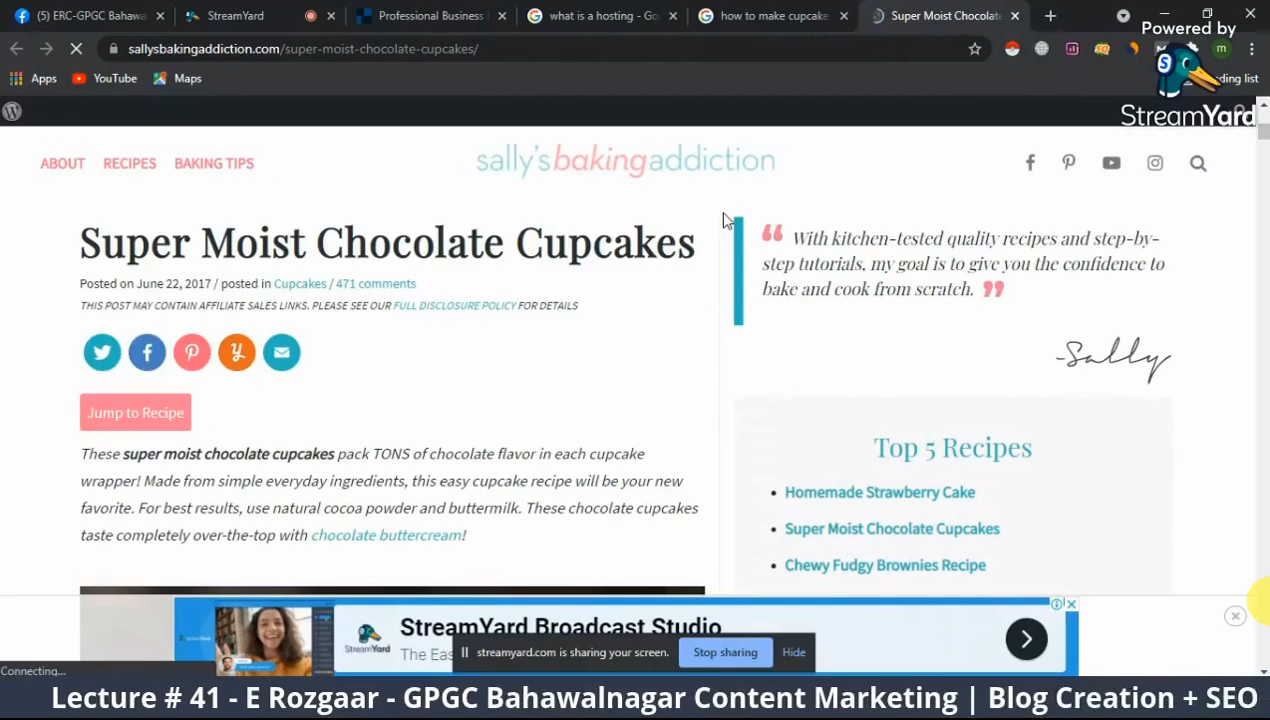 (5) ERC-GPGC Bahawa
StreamYard
Professional Business
what is a hosting - Go
how to make cupcake
Super Moist Chocolate
Powered by
sallysbakingaddiction.com/super-moist-chocolate-cupcakes/
m
Apps
YouTube
Maps
ding list
StreamYard
ABOUT
RECIPES
BAKING TIPS
sally's baking addiction
Super Moist Chocolate Cupcakes
Posted on June 22, 2017 / posted in Cupcakes / 471 comments
THIS POST MAY CONTAIN AFFILIATE SALES LINKS. PLEASE SEE OUR FULL DISCLOSURE POLICY FOR DETAILS
Jump to Recipe
These super moist chocolate cupcakes pack TONS of chocolate flavor in each cupcake
wrapper! Made from simple everyday ingredients, this easy cupcake recipe will be your new
favorite. For best results, use natural cocoa powder and buttermilk. These chocolate cupcakes
taste completely over-the-top with chocolate buttercream!
“ With kitchen-tested quality recipes and step-by-
step tutorials, my goal is to give you the confidence to
bake and cook from scratch. ”
-Sally
Top 5 Recipes
• Homemade Strawberry Cake
• Super Moist Chocolate Cupcakes
• Chewy Fudgy Brownies Recipe
StreamYard Broadcast Studio
The Eas
StreamYard
streamyard.com is sharing your screen.
Stop sharing
Hide
Connecting...
Lecture # 41 - E Rozgaar - GPGC Bahawalnagar Content Marketing | Blog Creation + SEO